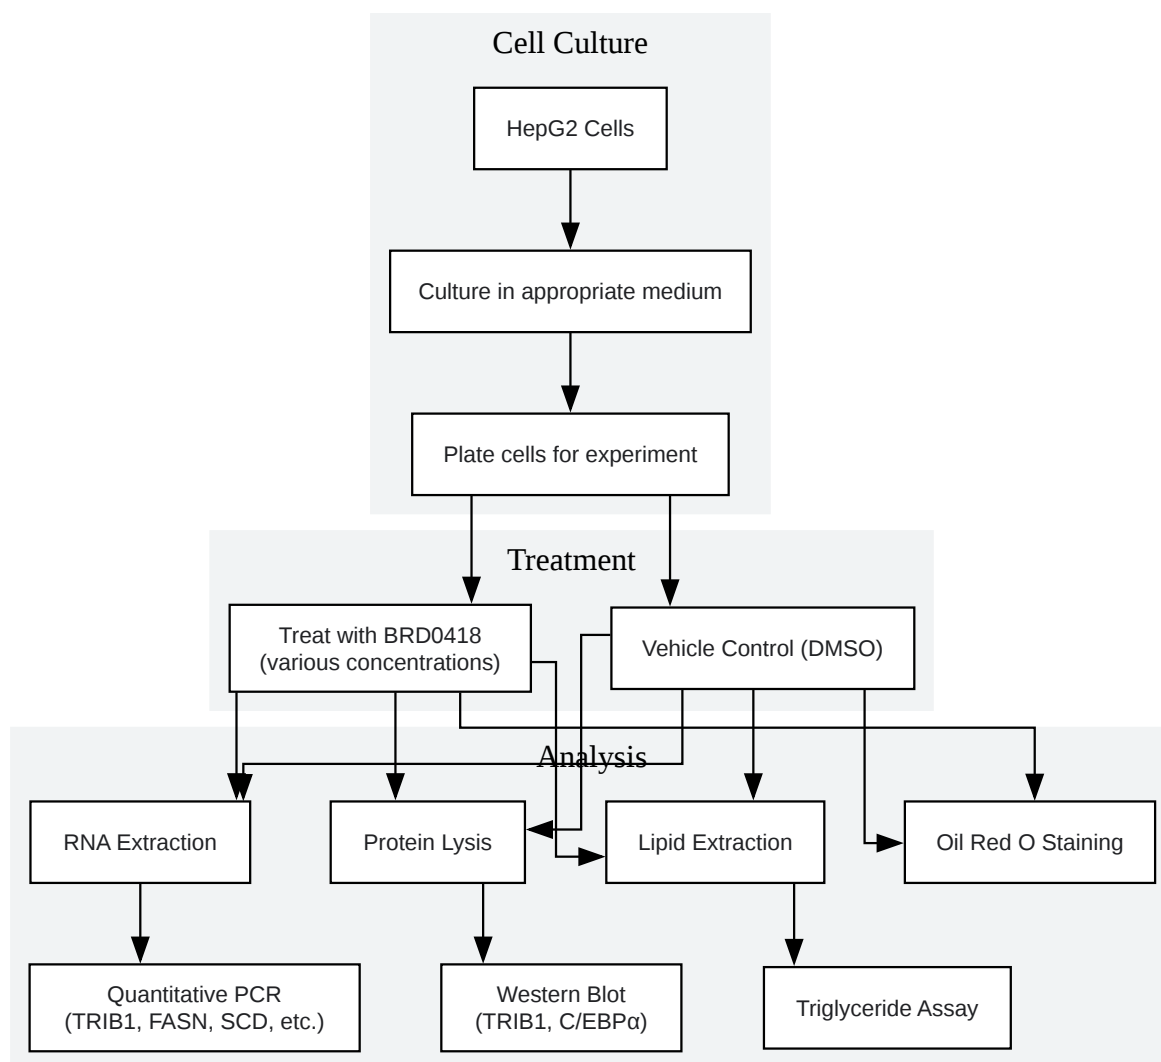 Cell Culture
HepG2 Cells
Culture in appropriate medium
Plate cells for experiment
Treatment
Treat with BRD0418
(various concentrations)
Vehicle Control (DMSO)
Analysis
RNA Extraction
Protein Lysis
Lipid Extraction
Oil Red O Staining
Quantitative PCR
(TRIB1, FASN, SCD, etc.)
Western Blot
(TRIB1, C/EBPα)
Triglyceride Assay